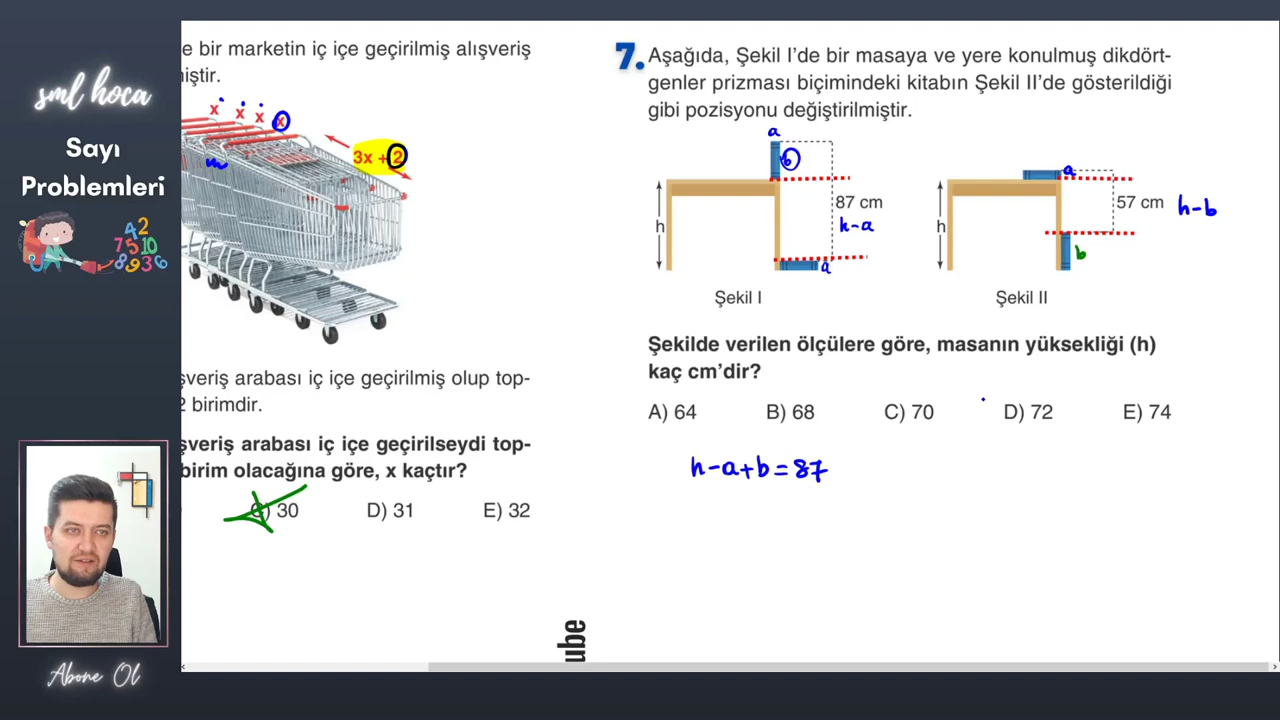 sml hoca
Sayı
Problemleri
Abone Ol
e bir marketin iç içe geçirilmiş alışveriş
miştir.
x x x x
3x + 2
m
şveriş arabası iç içe geçirilmiş olup top-
2 birimdir.
şveriş arabası iç içe geçirilseydi top-
birim olacağına göre, x kaçtır?
C) 30 D) 31 E) 32
ube
7. Aşağıda, Şekil I'de bir masaya ve yere konulmuş dikdört-
genler prizması biçimindeki kitabın Şekil II'de gösterildiği
gibi pozisyonu değiştirilmiştir.
a
b
87 cm
h-a
h
a
Şekil I
a
57 cm
h-b
h
b
Şekil II
Şekilde verilen ölçülere göre, masanın yüksekliği (h)
kaç cm'dir?
A) 64 B) 68 C) 70 D) 72 E) 74
h-a+b=87